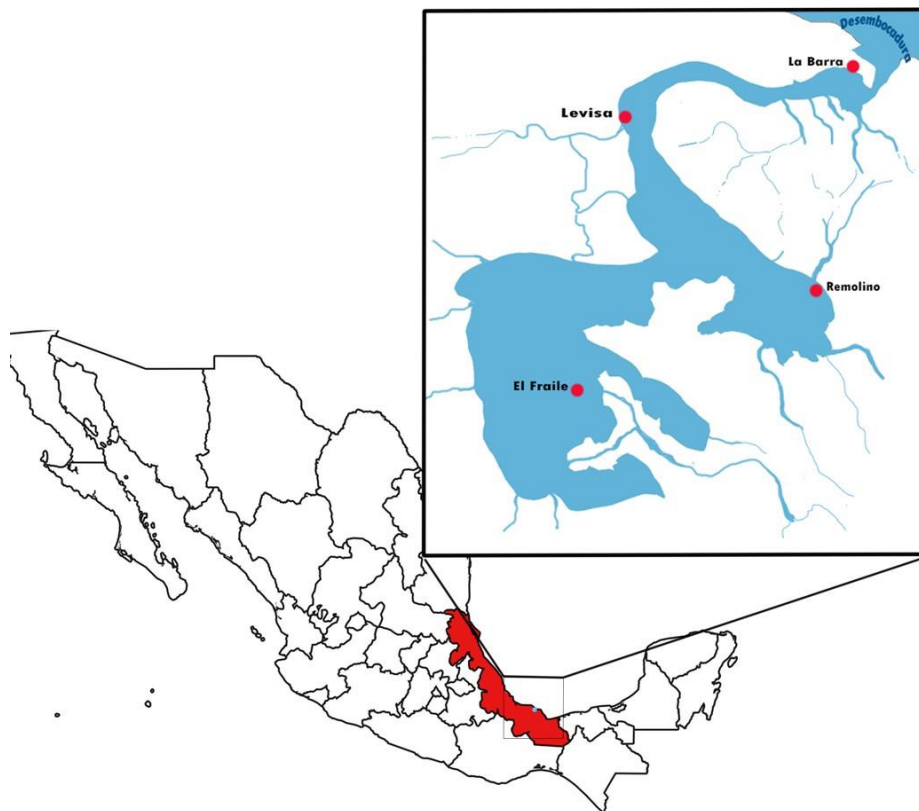 Desembocadura
La Barra
Levisa
Remolino
El Fraile